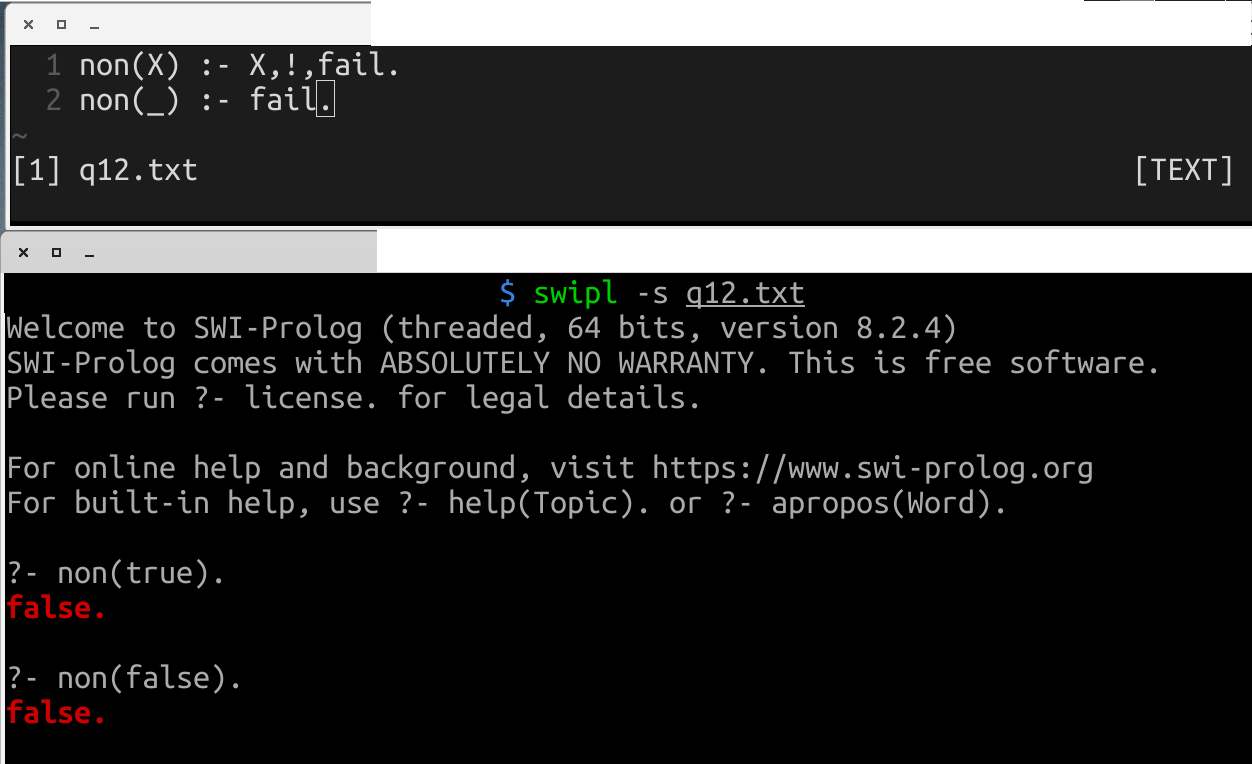 1 non(X) :- X,!,fail.
2 non(_) :- fail.
~
[1] q12.txt [TEXT]
$ swipl -s q12.txt
Welcome to SWI-Prolog (threaded, 64 bits, version 8.2.4)
SWI-Prolog comes with ABSOLUTELY NO WARRANTY. This is free software.
Please run ?- license. for legal details.
For online help and background, visit https://www.swi-prolog.org
For built-in help, use ?- help(Topic). or ?- apropos(Word).
?- non(true).
false.
?- non(false).
false.